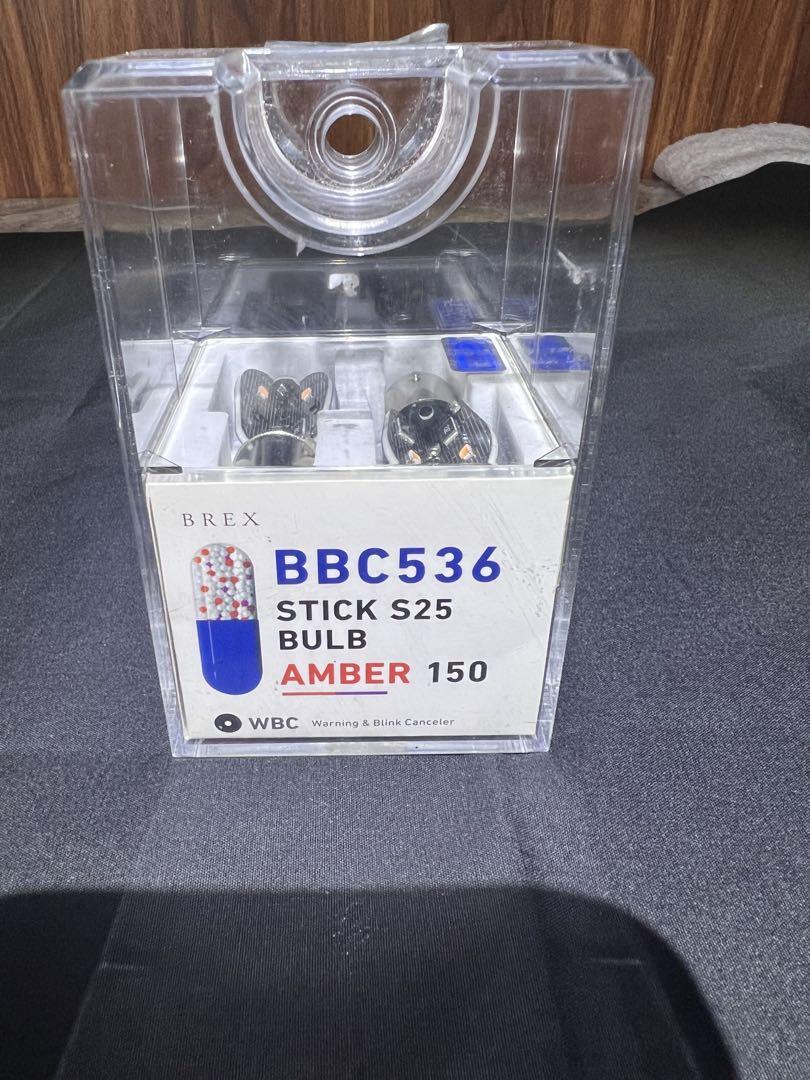 BREX
BBC536
STICK S25
BULB
AMBER 150
WBC Warning & Blink Canceler